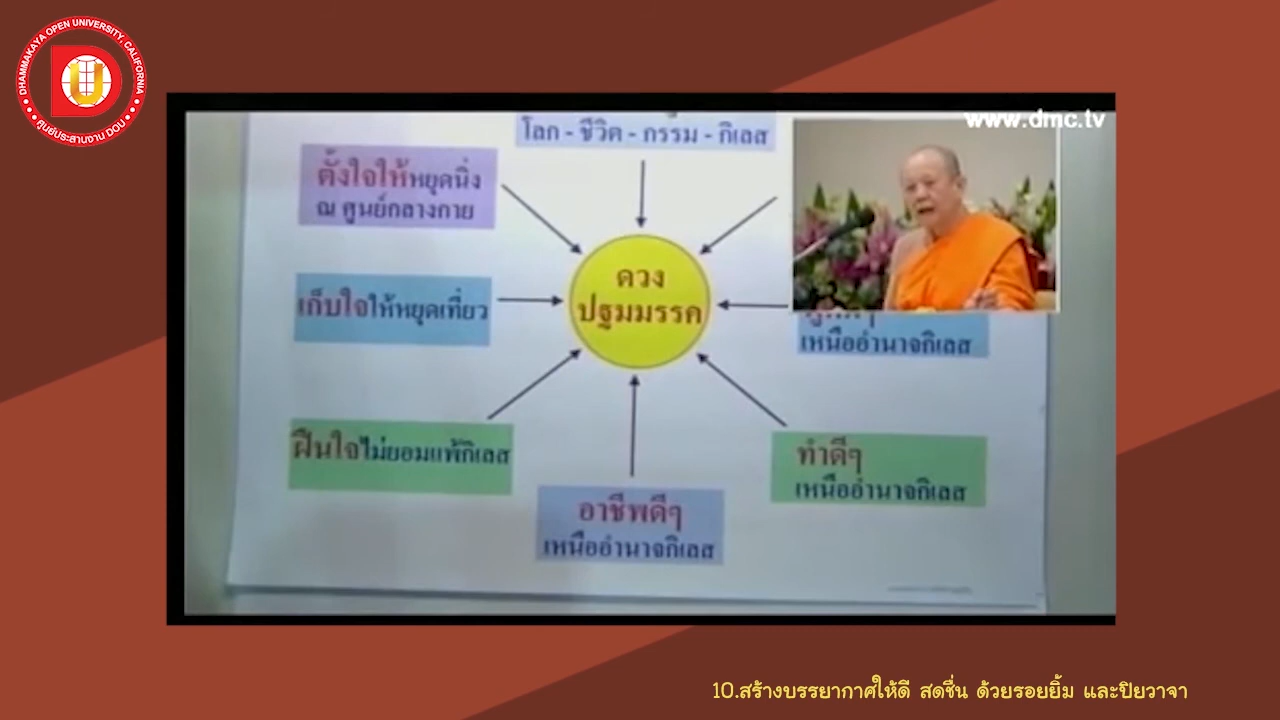 DHAMMAKAYA OPEN UNIVERSITY, CALIFORNIA
DOU
ศูนย์ประสานงาน DOU
www.dmc.tv
โลก - ชีวิต - กรรม - กิเลส
ตั้งใจให้หยุดนิ่ง
ณ ศูนย์กลางกาย
ดวง
ปฐมมรรค
เก็บใจให้หยุดเที่ยว
เหนืออำนาจกิเลส
ฝืนใจไม่ยอมแพ้กิเลส
ทำดีๆ
เหนืออำนาจกิเลส
อาชีพดีๆ
เหนืออำนาจกิเลส
10.สร้างบรรยากาศให้ดี สดชื่น ด้วยรอยยิ้ม และปิยวาจา